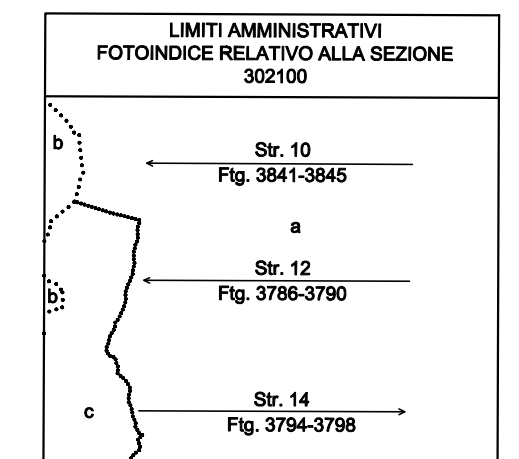 LIMITI AMMINISTRATIVI
FOTOINDICE RELATIVO ALLA SEZIONE
302100
b
Str. 10
Ftg. 3841-3845
a
Str. 12
b
Ftg. 3786-3790
Str. 14
c
Ftg. 3794-3798